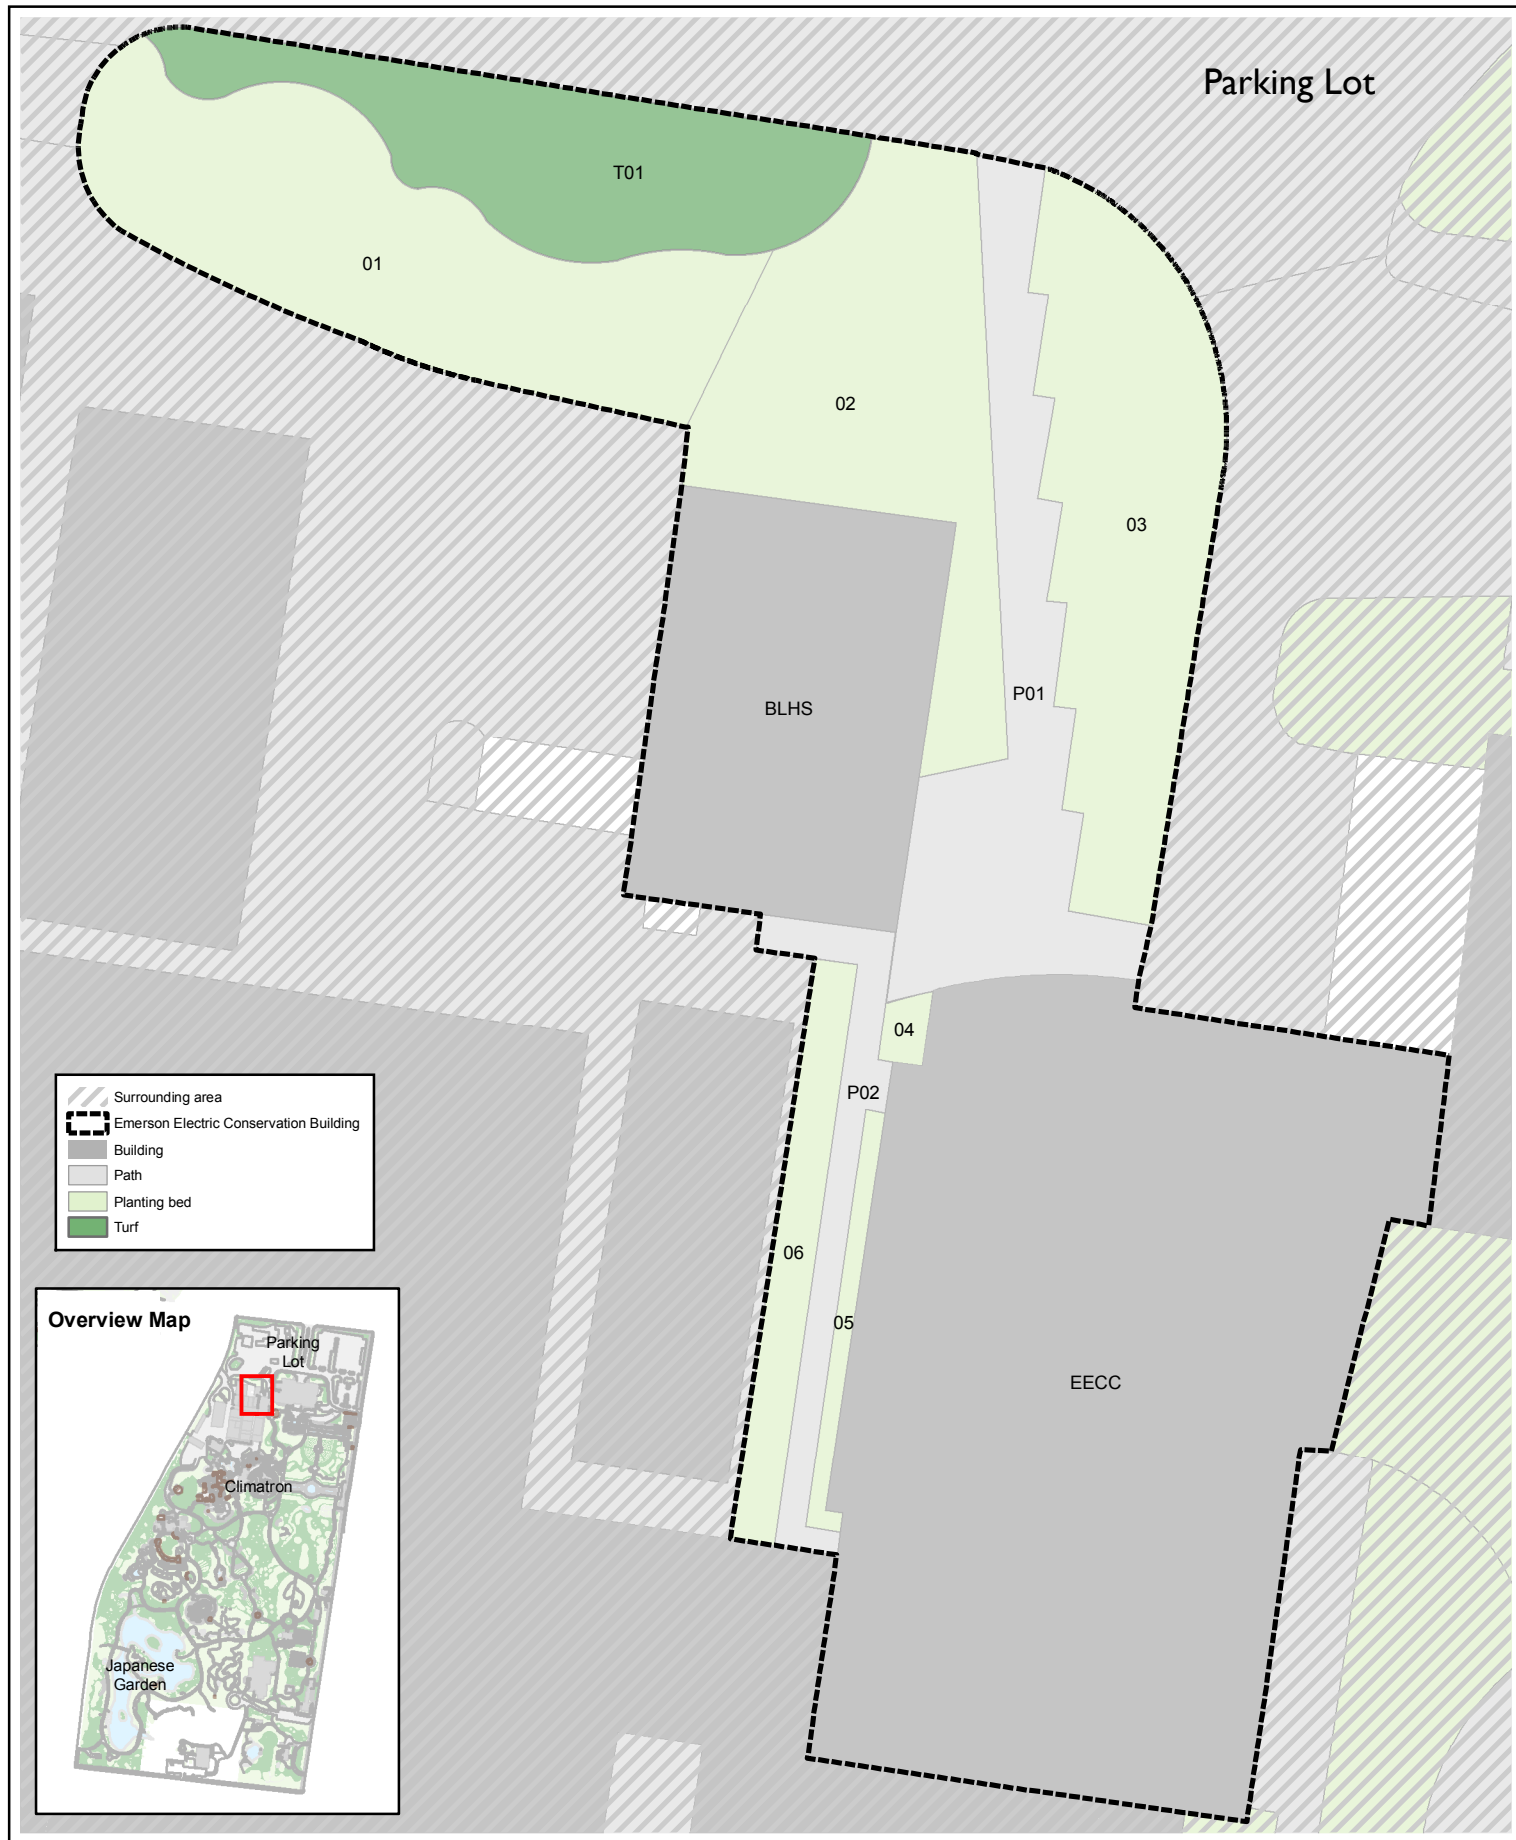 Parking Lot
T01
01
02
03
P01
BLHS
04
P02
06
05
EECC
Surrounding area
Emerson Electric Conservation Building
Building
Path
Planting bed
Turf
Overview Map
Parking
Lot
Climatron
Japanese
Garden